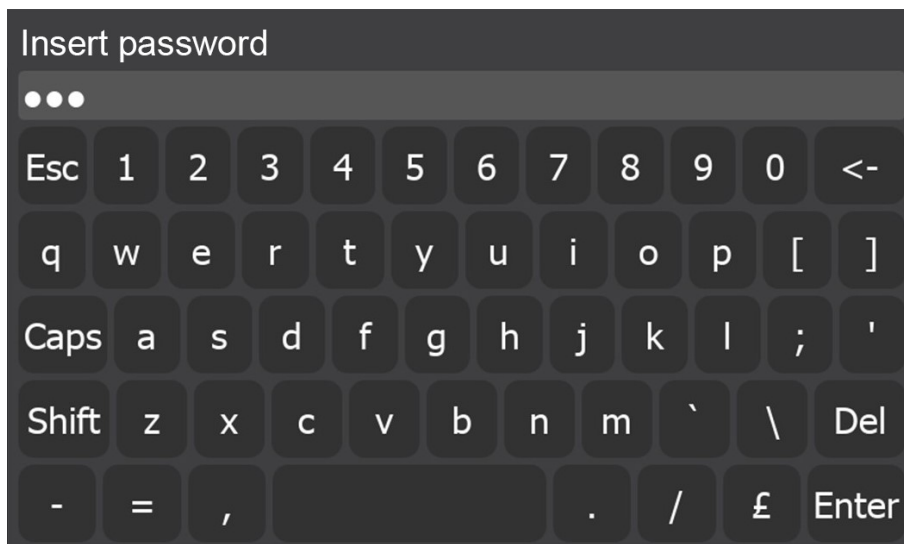 Insert password
●●●
Esc 1 2 3 4 5 6 7 8 9 0 <-
q w e r t y u i o p [ ]
Caps a s d f g h j k l ; '
Shift z x c v b n m ` \ Del
- = , . / £ Enter